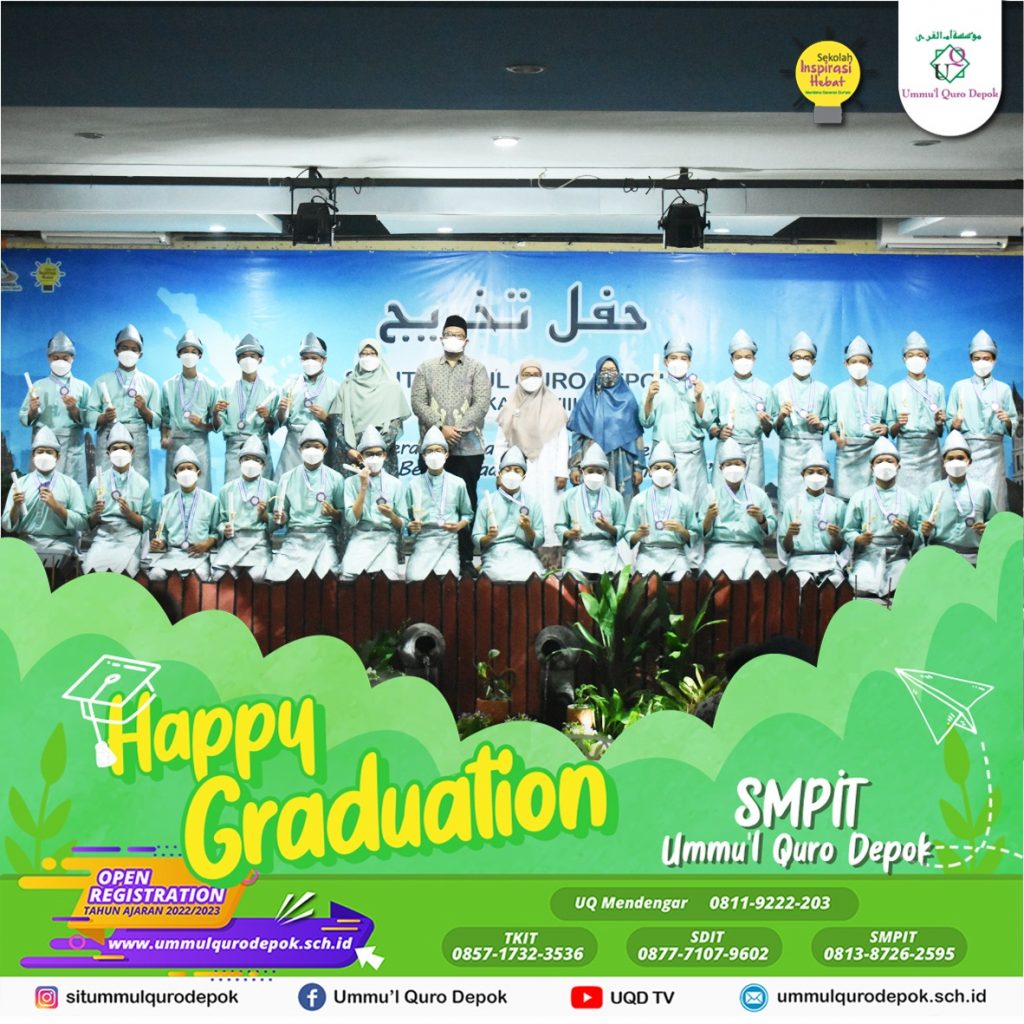 Sekolah
Inspirasi
Hebat
مؤسسة أم القرى
UQ
Ummu'l Quro Depok
حفل تخريج
Happy
Graduation
SMPIT
Ummu'l Quro Depok
OPEN
REGISTRATION
TAHUN AJARAN 2022/2023
www.ummulqurodepok.sch.id
UQ Mendengar 0811-9222-203
TKIT
0857-1732-3536
SDIT
0877-7107-9602
SMPIT
0813-8726-2595
sitummulqurodepok
Ummu'l Quro Depok
UQD TV
ummulqurodepok.sch.id